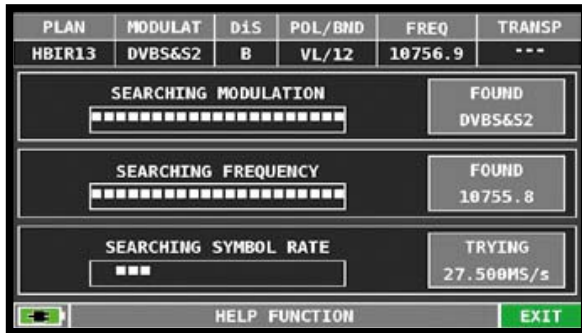 PLAN MODULAT DiS POL/BND FREQ TRANSP
HBIR13 DVBS&S2 B VL/12 10756.9 ---
SEARCHING MODULATION FOUND
DVBS&S2
SEARCHING FREQUENCY FOUND
10755.8
SEARCHING SYMBOL RATE TRYING
27.500MS/s
HELP FUNCTION EXIT